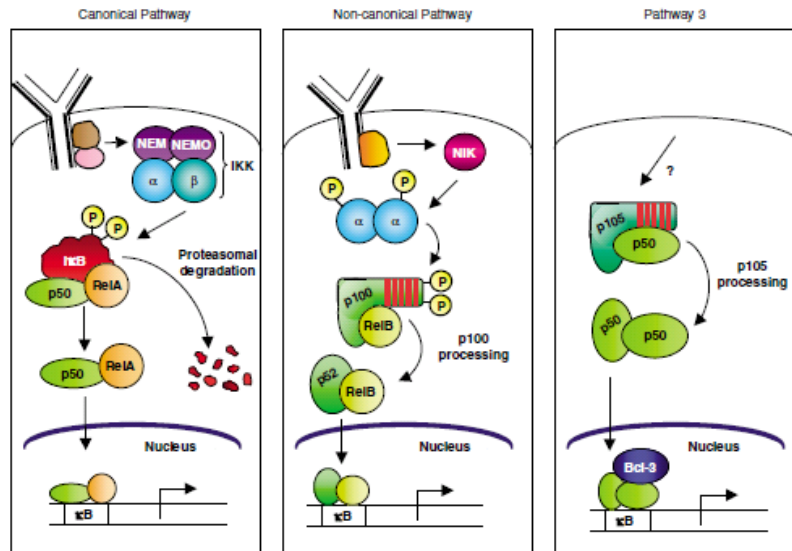 Canonical Pathway
NEM NEMO
IKK
α β
P P
IκB
p50 RelA
Proteasomal
degradation
p50 RelA
Nucleus
κB
Non-canonical Pathway
NIK
P P
α α
p100
P
P
RelB
p100
processing
p52
RelB
Nucleus
κB
Pathway 3
?
p105
p50
p105
processing
p50 p50
Nucleus
Bcl-3
κB